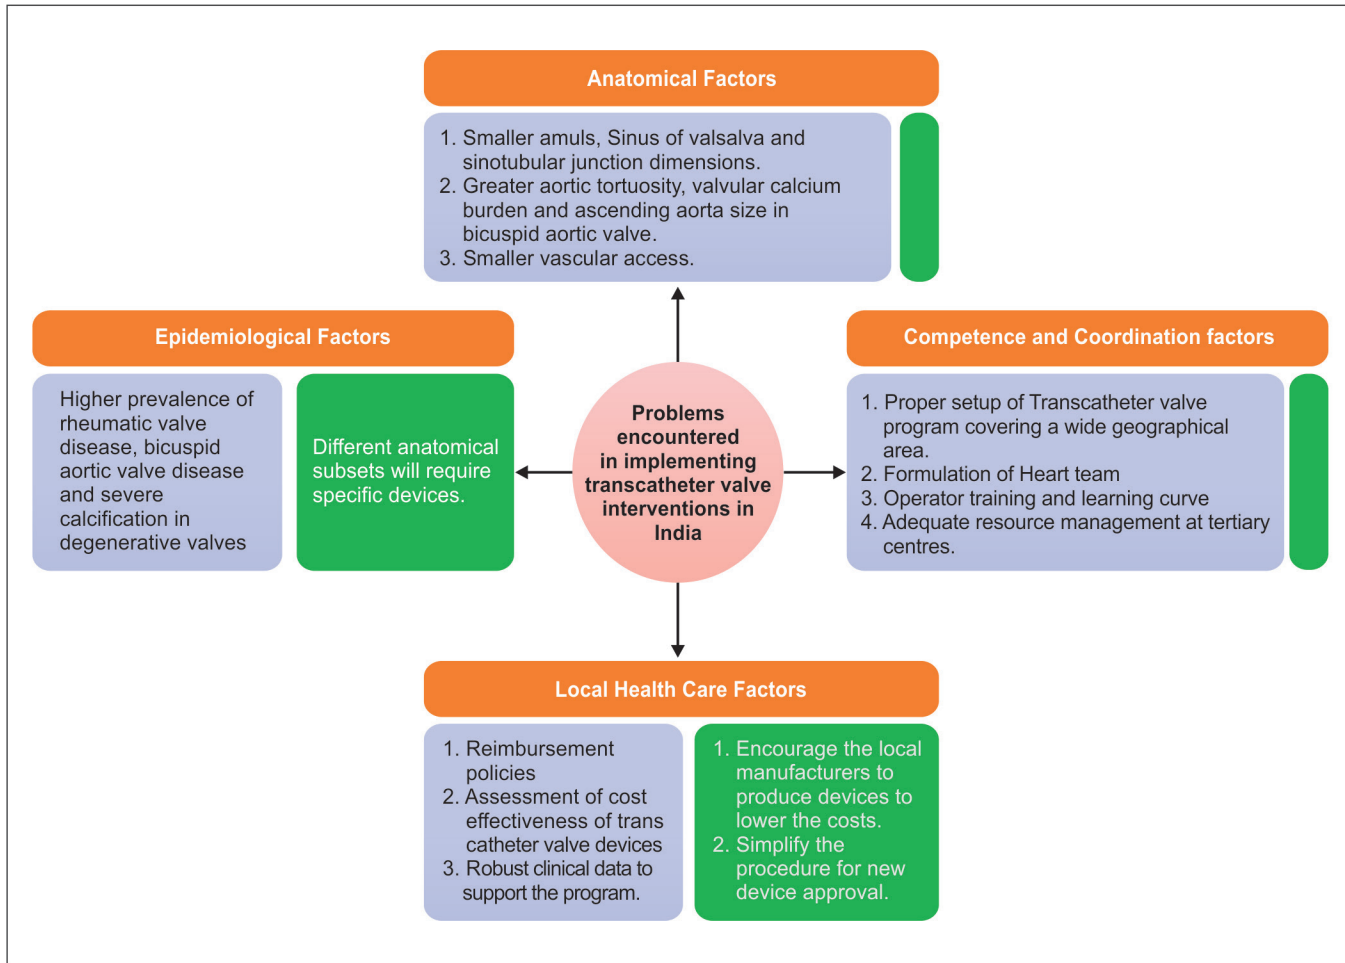 Anatomical Factors
1. Smaller amuls, Sinus of valsalva and
sinotubular junction dimensions.
2. Greater aortic tortuosity, valvular calcium
burden and ascending aorta size in
bicuspid aortic valve.
3. Smaller vascular access.
Epidemiological Factors
Higher prevalence of
rheumatic valve
disease, bicuspid
aortic valve disease
and severe
calcification in
degenerative valves
Different anatomical
subsets will require
specific devices.
Problems
encountered
in implementing
transcatheter valve
interventions in
India
Competence and Coordination factors
1. Proper setup of Transcatheter valve
program covering a wide geographical
area.
2. Formulation of Heart team
3. Operator training and learning curve
4. Adequate resource management at tertiary
centres.
Local Health Care Factors
1. Reimbursement
policies
2. Assessment of cost
effectiveness of trans
catheter valve devices
3. Robust clinical data to
support the program.
1. Encourage the local
manufacturers to
produce devices to
lower the costs.
2. Simplify the
procedure for new
device approval.